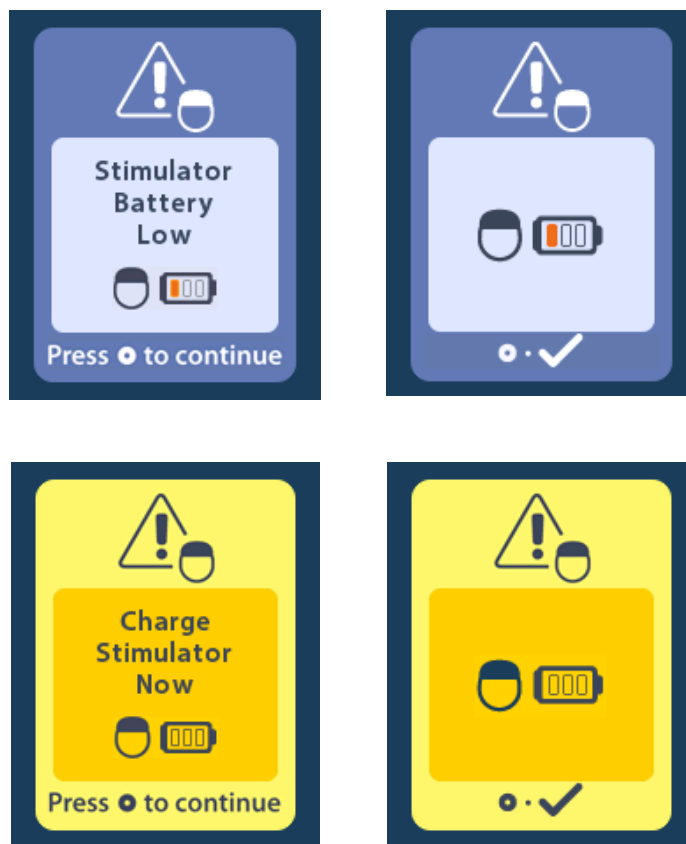 Stimulator
Battery
Low
Press to continue
Charge
Stimulator
Now
Press to continue